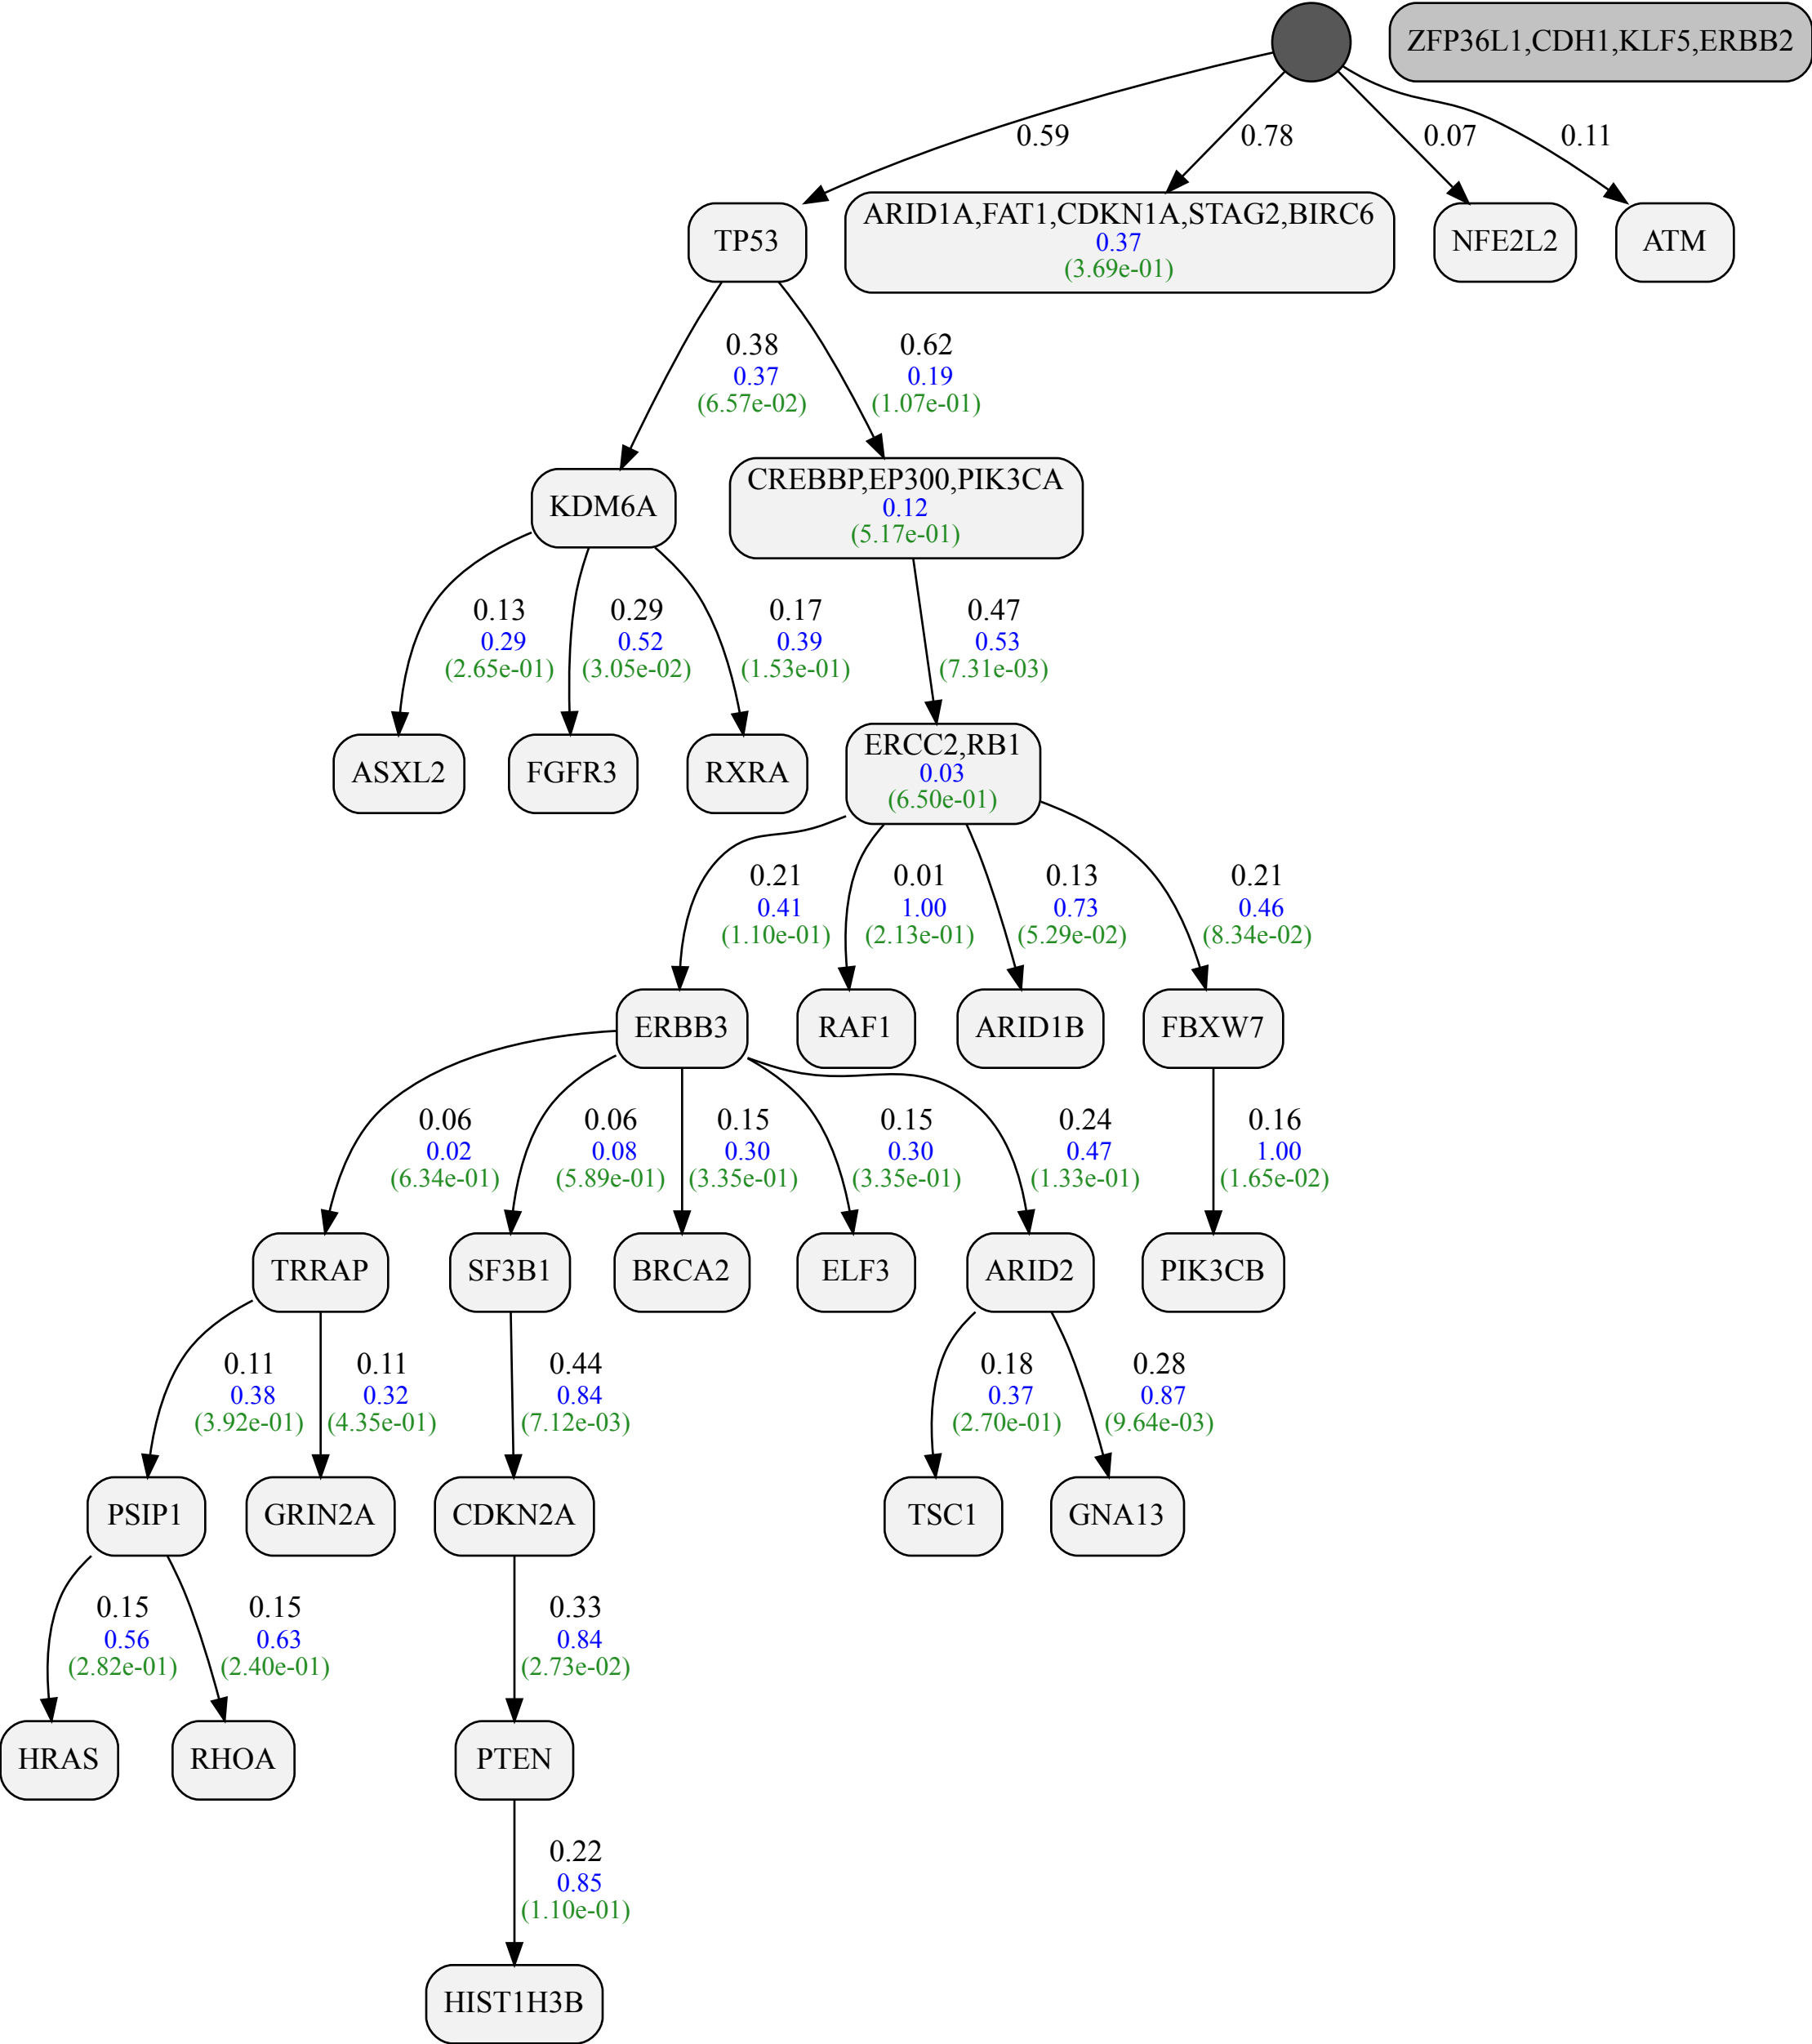 ZFP36L1,CDH1,KLF5,ERBB2
0.59
0.78
0.07
0.11
TP53
ARID1A,FAT1,CDKN1A,STAG2,BIRC6
0.37
(3.69e-01)
NFE2L2
ATM
0.38
0.37
(6.57e-02)
0.62
0.19
(1.07e-01)
KDM6A
CREBBP,EP300,PIK3CA
0.12
(5.17e-01)
0.13
0.29
(2.65e-01)
0.29
0.52
(3.05e-02)
0.17
0.39
(1.53e-01)
0.47
0.53
(7.31e-03)
ASXL2
FGFR3
RXRA
ERCC2,RB1
0.03
(6.50e-01)
0.21
0.41
(1.10e-01)
0.01
1.00
(2.13e-01)
0.13
0.73
(5.29e-02)
0.21
0.46
(8.34e-02)
ERBB3
RAF1
ARID1B
FBXW7
0.06
0.02
(6.34e-01)
0.06
0.08
(5.89e-01)
0.15
0.30
(3.35e-01)
0.15
0.30
(3.35e-01)
0.24
0.47
(1.33e-01)
0.16
1.00
(1.65e-02)
TRRAP
SF3B1
BRCA2
ELF3
ARID2
PIK3CB
0.11
0.38
(3.92e-01)
0.11
0.32
(4.35e-01)
0.44
0.84
(7.12e-03)
0.18
0.37
(2.70e-01)
0.28
0.87
(9.64e-03)
PSIP1
GRIN2A
CDKN2A
TSC1
GNA13
0.15
0.56
(2.82e-01)
0.15
0.63
(2.40e-01)
0.33
0.84
(2.73e-02)
HRAS
RHOA
PTEN
0.22
0.85
(1.10e-01)
HIST1H3B